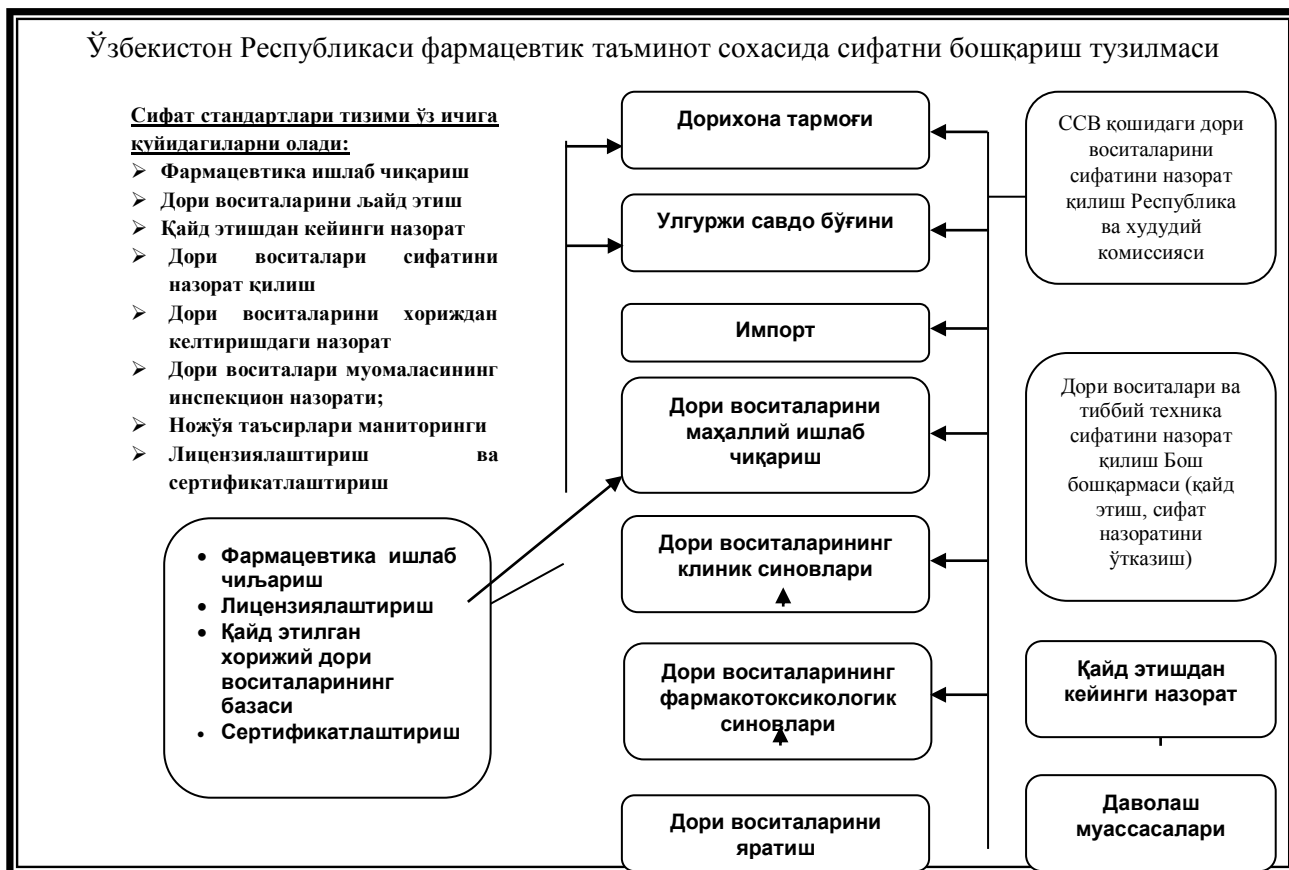 Ўзбекистон Республикаси фармацевтик таъминот сохасида сифатни бошқариш тузилмаси
Сифат стандартлари тизими ўз ичига
қуйидагиларни олади:
➢ Фармацевтика ишлаб чиқариш
➢ Дори воситаларини љайд этиш
➢ Қайд этишдан кейинги назорат
➢ Дори воситалари сифатини
назорат қилиш
➢ Дори воситаларини хориждан
келтиришдаги назорат
➢ Дори воситалари муомаласининг
инспекцион назорати;
➢ Ножўя таъсирлари маниторинги
➢ Лицензиялаштириш ва
сертификатлаштириш
• Фармацевтика ишлаб
чиљариш
• Лицензиялаштириш
• Қайд этилган
хорижий дори
воситаларининг
базаси
• Сертификатлаштириш
Дорихона тармоғи
Улгуржи савдо бўғини
Импорт
Дори воситаларини
маҳаллий ишлаб
чиқариш
Дори воситаларининг
клиник синовлари
Дори воситаларининг
фармакотоксикологик
синовлари
Дори воситаларини
яратиш
ССВ қошидаги дори
воситаларини
сифатини назорат
қилиш Республика
ва худудий
комиссияси
Дори воситалари ва
тиббий техника
сифатини назорат
қилиш Бош
бошқармаси (қайд
этиш, сифат
назоратини
ўтказиш)
Қайд этишдан
кейинги назорат
Даволаш
муассасалари